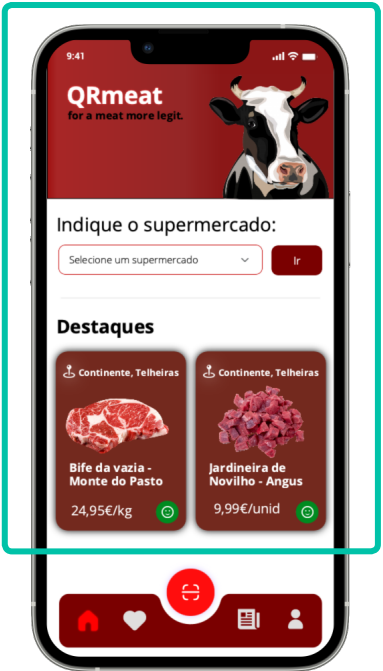 9:41
QRmeat
for a meat more legit.
Indique o supermercado:
Selecione um supermercado
Ir
Destaques
Continente, Telheiras
Bife da vazia -
Monte do Pasto
24,95€/kg
Continente, Telheiras
Jardineira de
Novilho - Angus
9,99€/unid